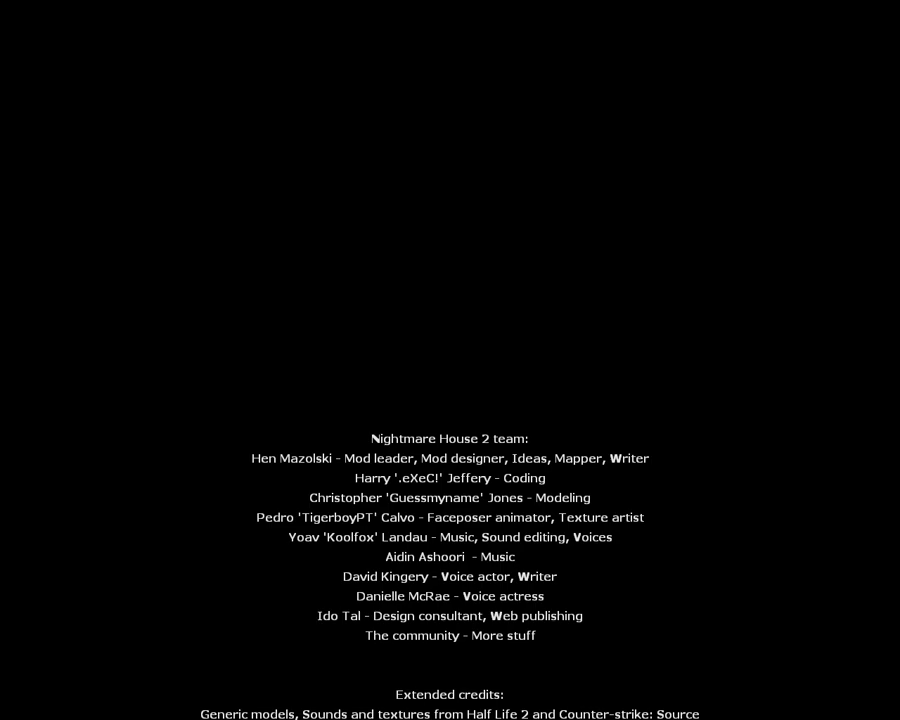 Nightmare House 2 team:
Hen Mazolski - Mod leader, Mod designer, Ideas, Mapper, Writer
Harry '.eXeC!' Jeffery - Coding
Christopher 'Guessmyname' Jones - Modeling
Pedro 'TigerboyPT' Calvo - Faceposer animator, Texture artist
Yoav 'Koolfox' Landau - Music, Sound editing, Voices
Aidin Ashoori  - Music
David Kingery - Voice actor, Writer
Danielle McRae - Voice actress
Ido Tal - Design consultant, Web publishing
The community - More stuff
Extended credits:
Generic models, Sounds and textures from Half Life 2 and Counter-strike: Source